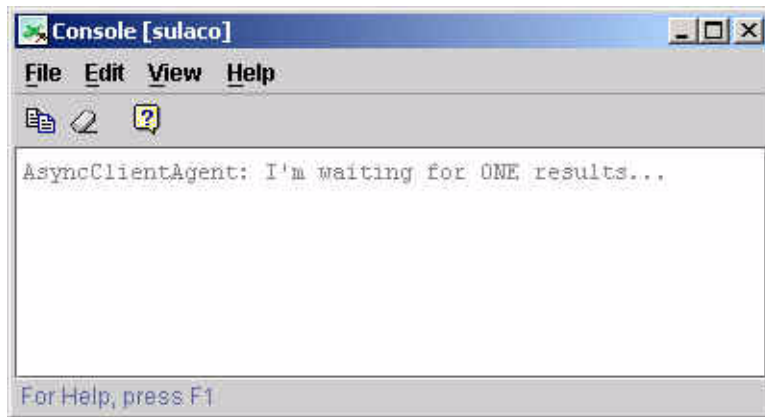 Console [sulaco]
File Edit View Help
?
AsyncClientAgent: I'm waiting for ONE results...
For Help, press F1